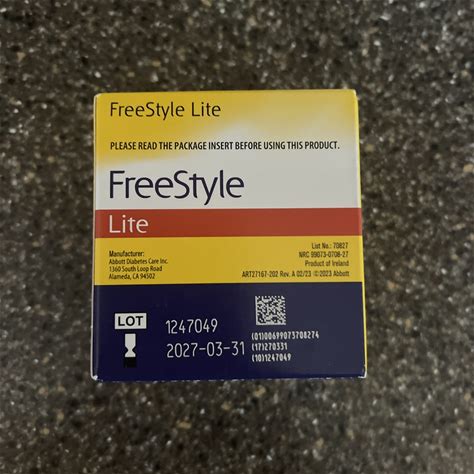 FreeStyle Lite
PLEASE READ THE PACKAGE INSERT BEFORE USING THIS PRODUCT.
FreeStyle
Lite
Manufacturer:
Abbott Diabetes Care Inc.
1360 South Loop Road
Alameda, CA 94502
List No.: 70827
NRC 99073-0708-27
Product of Ireland
ART27167-202 Rev. A 02/23 ©2023 Abbott
LOT 1247049
2027-03-31
(01)00699073708274
(17)270331
(10)1247049